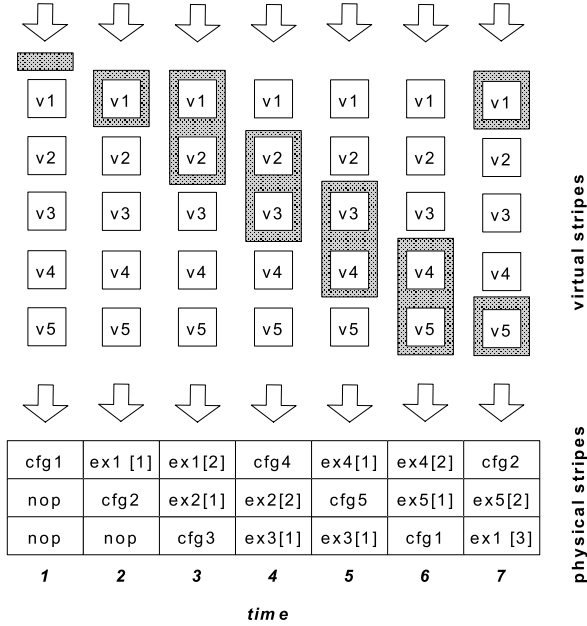 v1 v1 v1 v1 v1 v1 v1
v2 v2 v2 v2 v2 v2 v2
v3 v3 v3 v3 v3 v3 v3
v4 v4 v4 v4 v4 v4 v4
v5 v5 v5 v5 v5 v5 v5
virtual stripes
cfg1 ex1 [1] ex1[2] cfg4 ex4[1] ex4[2] cfg2
nop cfg2 ex2[1] ex2[2] cfg5 ex5[1] ex5[2]
nop nop cfg3 ex3[1] ex3[1] cfg1 ex1 [3]
physical stripes
1 2 3 4 5 6 7
time